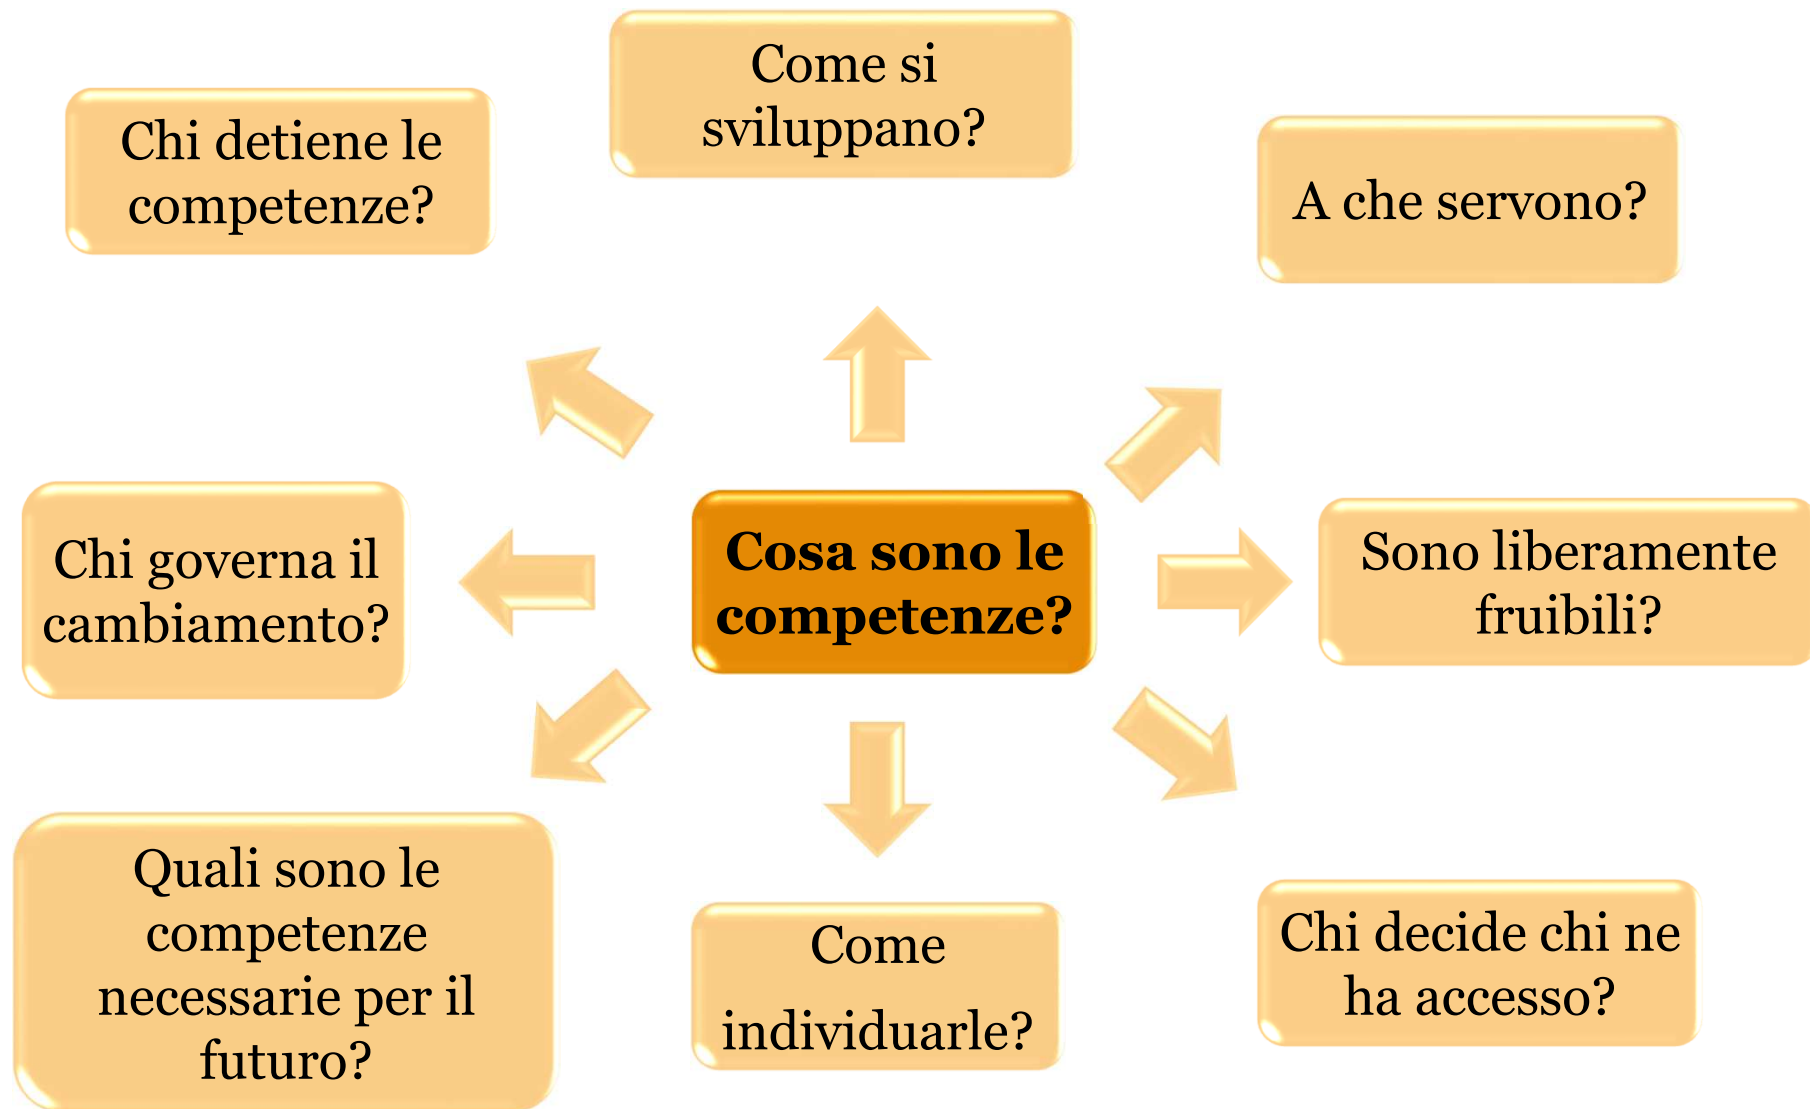 Come si
sviluppano?
Chi detiene le
competenze?
A che servono?
Chi governa il
cambiamento?
Cosa sono le
competenze?
Sono liberamente
fruibili?
Quali sono le
competenze
necessarie per il
futuro?
Come
individuarle?
Chi decide chi ne
ha accesso?